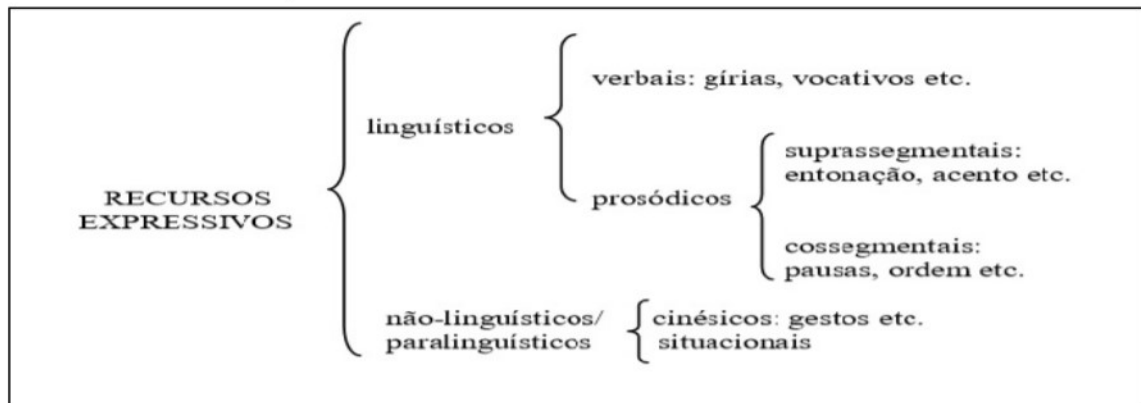 RECURSOS
EXPRESSIVOS
linguísticos
verbais: gírias, vocativos etc.
prosódicos
suprassegmentais:
entonação, acento etc.
cossegmentais:
pausas, ordem etc.
não-linguísticos/
paralinguísticos
cinésicos: gestos etc.
situacionais